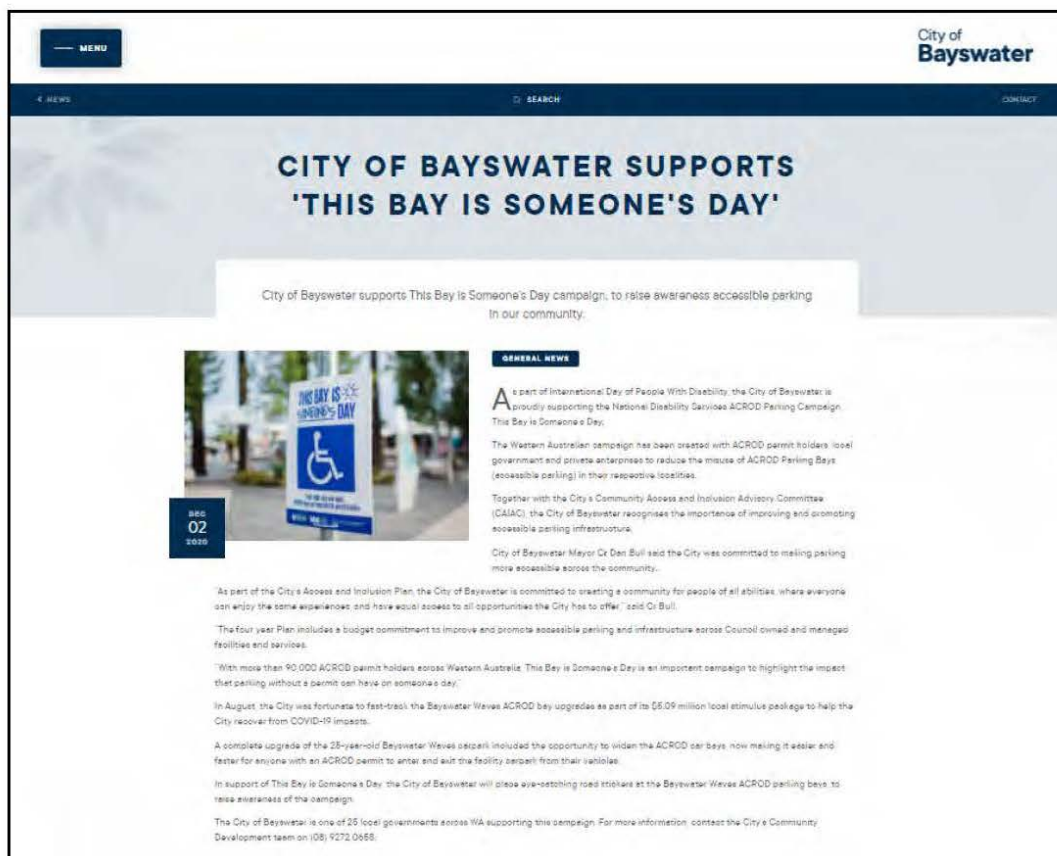 MENU
City of
Bayswater
< NEWS
SEARCH
CONTACT
CITY OF BAYSWATER SUPPORTS
'THIS BAY IS SOMEONE'S DAY'
City of Bayswater supports This Bay is Someone's Day campaign, to raise awareness accessible parking
in our community.
THIS BAY IS
SOMEONE'S DAY
DEC
02
2020
GENERAL NEWS
As part of International Day of People With Disability, the City of Bayswater is
proudly supporting the National Disability Services ACROD Parking Campaign
This Bay is Someone's Day.
The Western Australian campaign has been created with ACROD permit holders, local
government and private enterprises to reduce the misuse of ACROD Parking Bays
(accessible parking) in their respective localities.
Together with the City's Community Access and Inclusion Advisory Committee
(CAIAC), the City of Bayswater recognises the importance of improving and promoting
accessible parking infrastructure.
City of Bayswater Mayor Cr Dan Bull said the City was committed to making parking
more accessible across the community.
"As part of the City's Access and Inclusion Plan, the City of Bayswater is committed to creating a community for people of all abilities, where everyone
can enjoy the same experiences, and have equal access to all opportunities the City has to offer," said Cr Bull.
"The four year Plan includes a budget commitment to improve and promote accessible parking and infrastructure across Council owned and managed
facilities and services.
"With more than 90,000 ACROD permit holders across Western Australia, This Bay is Someone's Day is an important campaign to highlight the impact
that parking without a permit can have on someone's day."
In August, the City was fortunate to fast-track the Bayswater Waves ACROD bay upgrades as part of its $5.09 million local stimulus package to help the
City recover from COVID-19 impacts.
A complete upgrade of the 25-year-old Bayswater Waves carpark included the opportunity to widen the ACROD car bays, now making it easier and
faster for anyone with an ACROD permit to enter and exit the facility carpark from their vehicles.
In support of This Bay is Someone's Day, the City of Bayswater will place eye-catching road stickers at the Bayswater Waves ACROD parking bays, to
raise awareness of the campaign.
The City of Bayswater is one of 25 local governments across WA supporting this campaign. For more information, contact the City's Community
Development team on (08) 9272 0658.